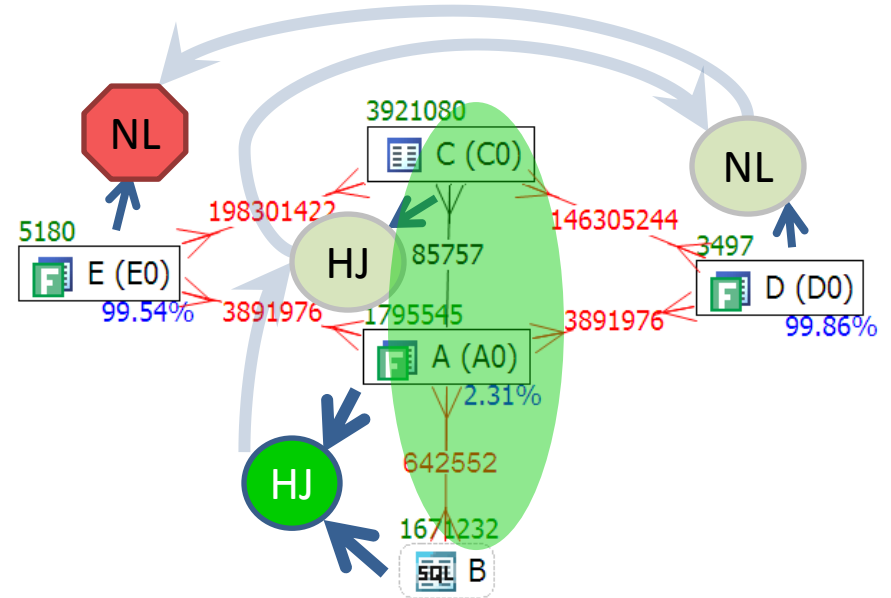 3921080
NL
C (C0)
NL
198301422
146305244
5180
HJ
85757
3497
E (E0)
D (D0)
99.54%
3891976
1795545
3891976
99.86%
F A (A0)
2.31%
642552
HJ
1671232
SQL B
F
F